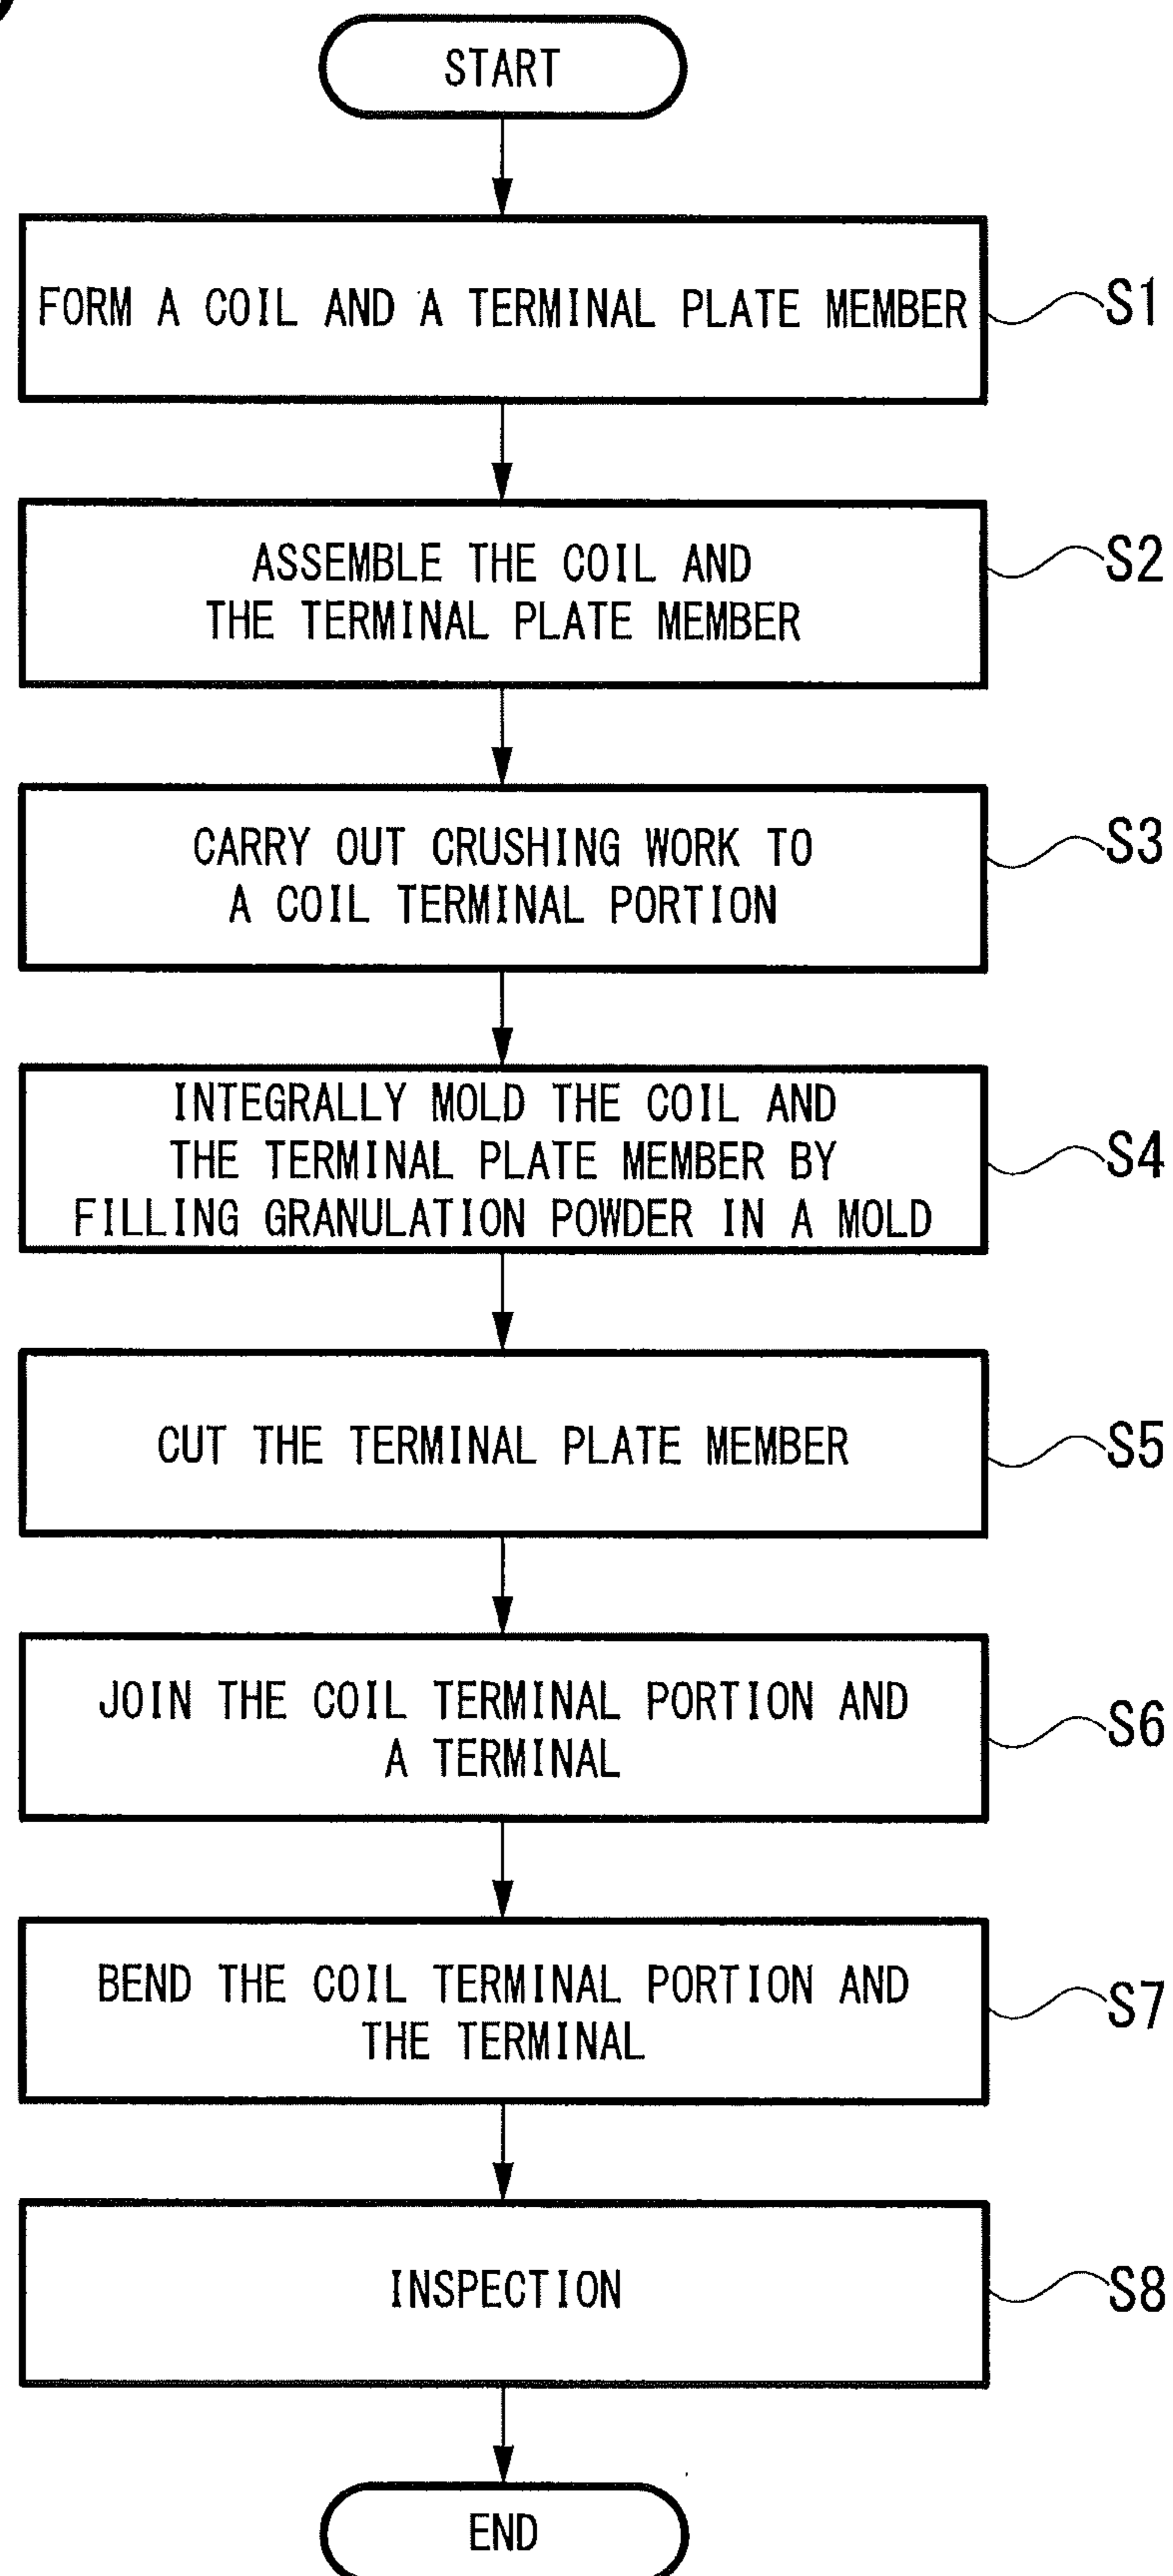 START
FORM A COIL AND A TERMINAL PLATE MEMBER
S1
ASSEMBLE THE COIL AND
THE TERMINAL PLATE MEMBER
S2
CARRY OUT CRUSHING WORK TO
A COIL TERMINAL PORTION
S3
INTEGRALLY MOLD THE COIL AND
THE TERMINAL PLATE MEMBER BY
FILLING GRANULATION POWDER IN A MOLD
S4
CUT THE TERMINAL PLATE MEMBER
S5
JOIN THE COIL TERMINAL PORTION AND
A TERMINAL
S6
BEND THE COIL TERMINAL PORTION AND
THE TERMINAL
S7
INSPECTION
S8
END